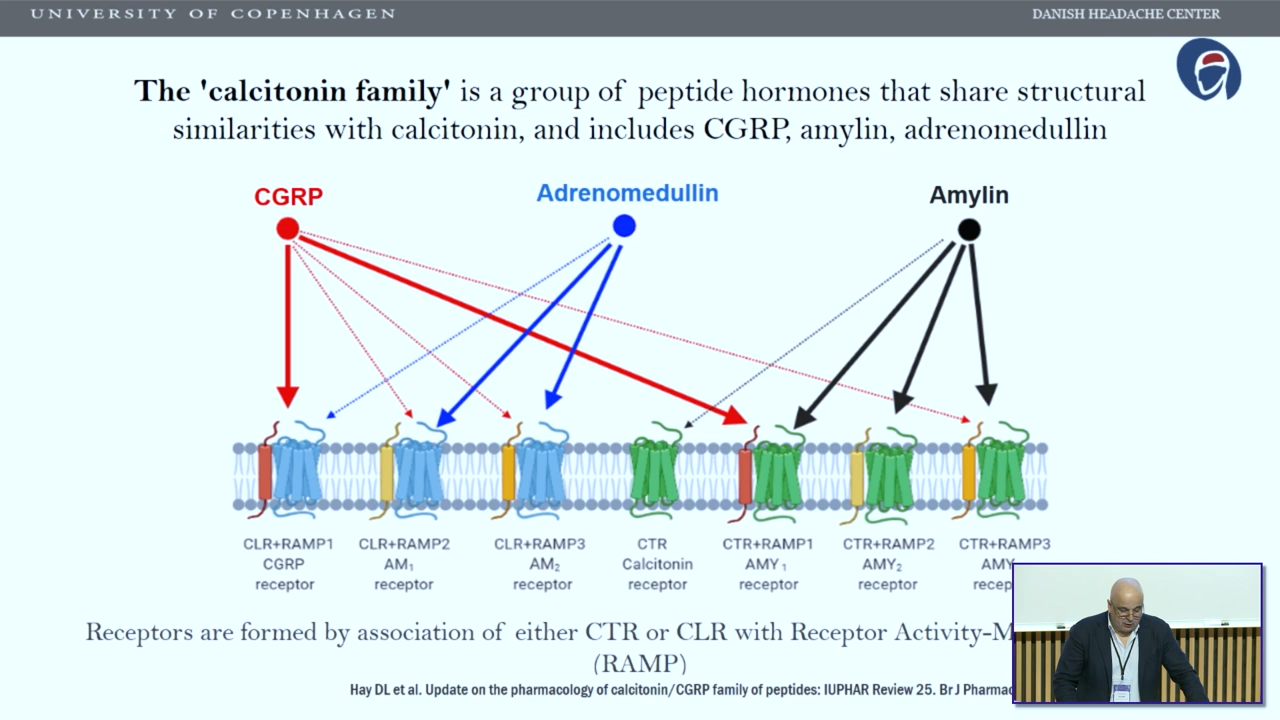 UNIVERSITY OF COPENHAGEN
DANISH HEADACHE CENTER
The 'calcitonin family' is a group of peptide hormones that share structural
similarities with calcitonin, and includes CGRP, amylin, adrenomedullin
CGRP
Adrenomedullin
Amylin
CLR+RAMP1
CGRP
receptor
CLR+RAMP2
AM₁
receptor
CLR+RAMP3
AM₂
receptor
CTR
Calcitonin
receptor
CTR+RAMP1
AMY₁
receptor
CTR+RAMP2
AMY₂
receptor
CTR+RAMP3
AMY
recep
Receptors are formed by association of either CTR or CLR with Receptor Activity-M
(RAMP)
Hay DL et al. Update on the pharmacology of calcitonin/CGRP family of peptides: IUPHAR Review 25. Br J Pharmac